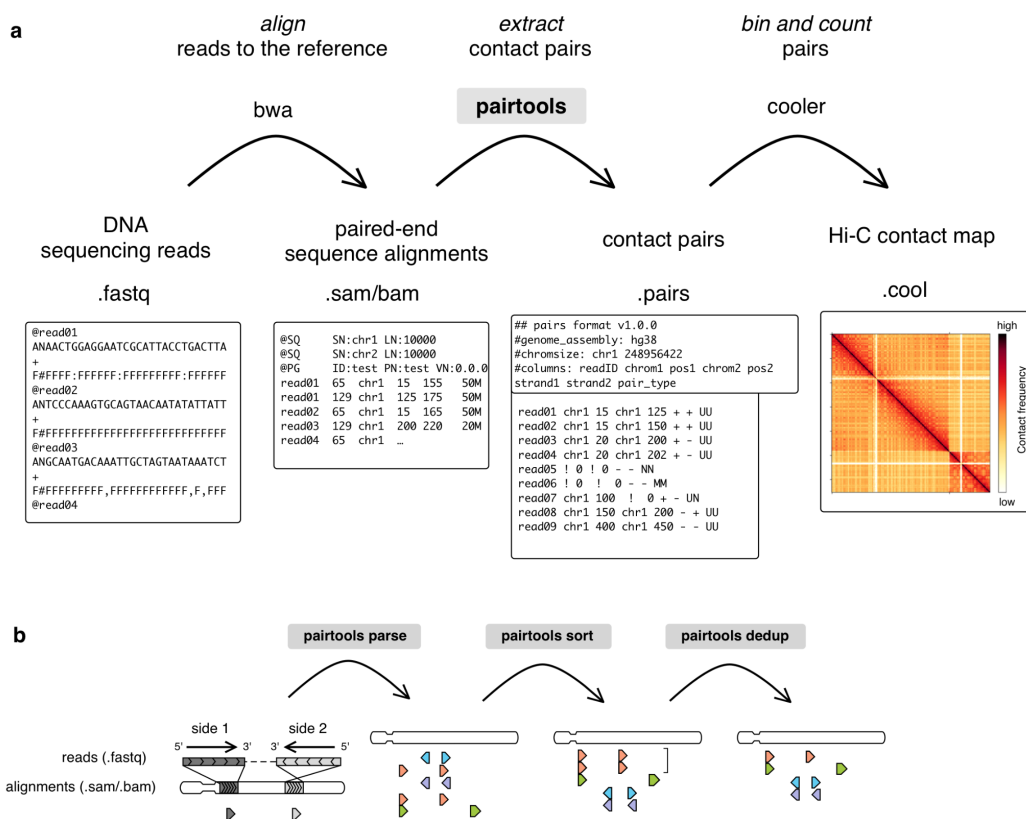 a
align
reads to the reference
extract
contact pairs
bin and count
pairs
bwa
pairtools
cooler
DNA
sequencing reads
paired-end
sequence alignments
contact pairs
Hi-C contact map
.fastq
.sam/bam
.pairs
.cool
@read01
ANAACTGGAGGAATCGCATTACCTGACTTA
+
F#FFFF:FFFFFF:FFFFFFFFF:FFFFFF
@read02
ANTCCCAAAGTGCAGTAACAATATATTATT
+
F#FFFFFFFFFFFFFFFFFFFFFFFFFFFF
@read03
ANGCAATGACAAATTGCTAGTAATAAATCT
+
F#FFFFFFFFF,FFFFFFFFFFFF,F,FFF
@read04
@SQ SN:chr1 LN:10000
@SQ SN:chr2 LN:10000
@PG ID:test PN:test VN:0.0.0
read01 65 chr1 15 155 50M
read01 129 chr1 125 175 50M
read02 65 chr1 15 165 50M
read03 129 chr1 200 220 20M
read04 65 chr1 …
## pairs format v1.0.0
#genome_assembly: hg38
#chromsize: chr1 248956422
#columns: readID chrom1 pos1 chrom2 pos2
strand1 strand2 pair_type
read01 chr1 15 chr1 125 + + UU
read02 chr1 15 chr1 150 + + UU
read03 chr1 20 chr1 200 + - UU
read04 chr1 20 chr1 202 + - UU
read05 ! 0 ! 0 - - NN
read06 ! 0 ! 0 - - MM
read07 chr1 100 ! 0 + - UN
read08 chr1 150 chr1 200 - + UU
read09 chr1 400 chr1 450 - - UU
high
Contact frequency
low
b
pairtools parse
pairtools sort
pairtools dedup
side 1
side 2
5' 3' 3' 5'
reads (.fastq)
alignments (.sam/.bam)